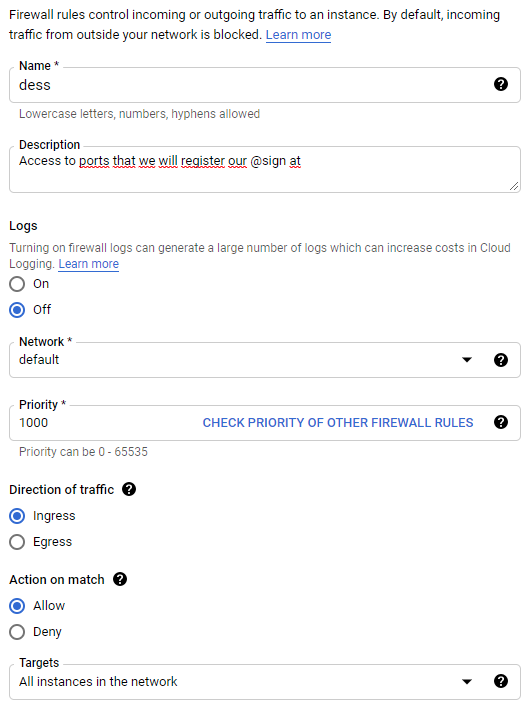 Firewall rules control incoming or outgoing traffic to an instance. By default, incoming
traffic from outside your network is blocked. Learn more
Name *
dess
Lowercase letters, numbers, hyphens allowed
Description
Access to ports that we will register our @sign at
Logs
Turning on firewall logs can generate a large number of logs which can increase costs in Cloud
Logging. Learn more
On
Off
Network *
default
Priority *
1000 CHECK PRIORITY OF OTHER FIREWALL RULES
Priority can be 0 - 65535
Direction of traffic
Ingress
Egress
Action on match
Allow
Deny
Targets
All instances in the network